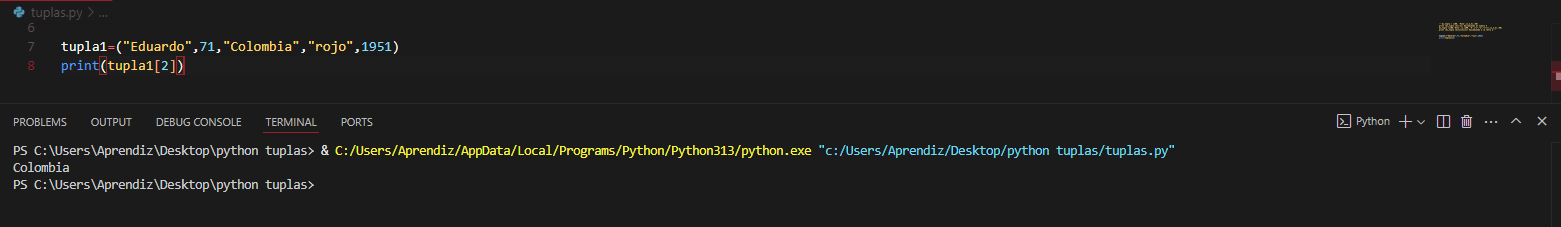 tuplas.py > ...
6
7 tupla1=("Eduardo",71,"Colombia","rojo",1951)
8 print(tupla1[2])
PROBLEMS OUTPUT DEBUG CONSOLE TERMINAL PORTS Python
PS C:\Users\Aprendiz\Desktop\python tuplas> & C:/Users/Aprendiz/AppData/Local/Programs/Python/Python313/python.exe "c:/Users/Aprendiz/Desktop/python tuplas/tuplas.py"
Colombia
PS C:\Users\Aprendiz\Desktop\python tuplas>